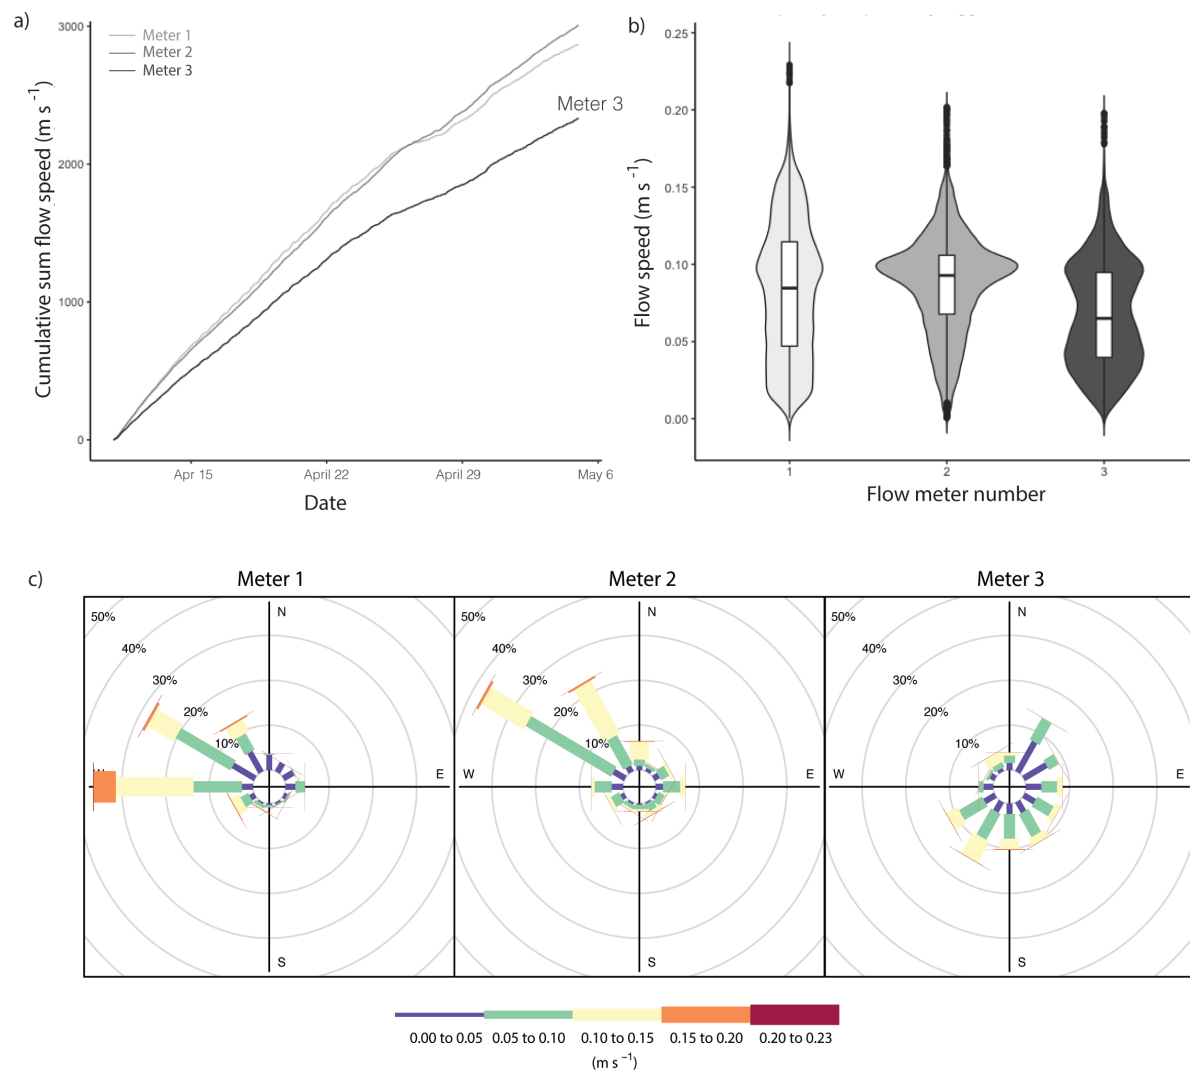 a)
3000
Meter 1
Meter 2
Meter 3
Meter 3
2000
1000
0
Cumulative sum flow speed (m s⁻¹)
Apr 15
April 22
April 29
May 6
Date
b)
0.25
0.20
0.15
0.10
0.05
0.00
Flow speed (m s⁻¹)
1
2
3
Flow meter number
c)
Meter 1
Meter 2
Meter 3
50%
40%
30%
20%
10%
N
E
S
50%
40%
30%
20%
10%
N
W
E
S
50%
40%
30%
20%
10%
N
W
E
S
0.00 to 0.05
0.05 to 0.10
0.10 to 0.15
0.15 to 0.20
0.20 to 0.23
(m s⁻¹)